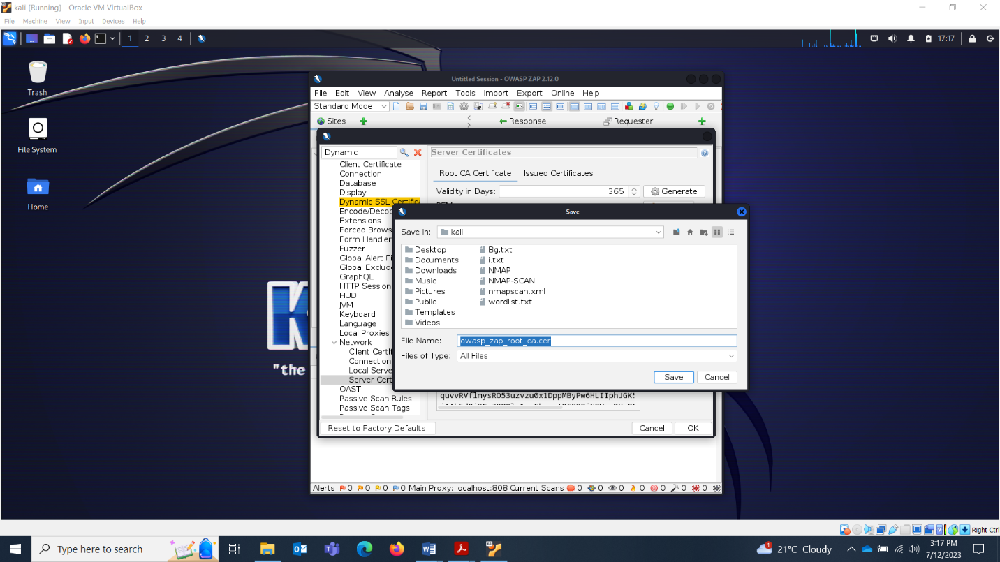 kali [Running] - Oracle VM VirtualBox
File Machine View Input Devices Help
1 2 3 4
17:17
Trash
File System
Home
"the
Untitled Session - OWASP ZAP 2.12.0
File Edit View Analyse Report Tools Import Export Online Help
Standard Mode
Sites
Response
Requester
Dynamic
Client Certificate
Connection
Database
Display
Dynamic SSL Certifica
Encode/Decod
Extensions
Forced Brows
Form Handler
Fuzzer
Global Alert Fi
Global Exclude
GraphQL
HTTP Sessions
HUD
JVM
Keyboard
Language
Local Proxies
Network
Client Certif
Connection
Local Serve
Server Cert
OAST
Passive Scan Rules
Passive Scan Tags
Server Certificates
Root CA Certificate Issued Certificates
Validity in Days: 365 Generate
Save
Save In: kali
Desktop Bg.txt
Documents i.txt
Downloads NMAP
Music NMAP-SCAN
Pictures nmapscan.xml
Public wordlist.txt
Templates
Videos
File Name: owasp_zap_root_ca.cer
Files of Type: All Files
Save Cancel
Reset to Factory Defaults
Cancel OK
Alerts 0 0 0 0 Main Proxy: localhost:808 Current Scans 0 0 0 0 0 0 0
Right Ctrl
Type here to search
1
21°C Cloudy
3:17 PM
7/12/2023